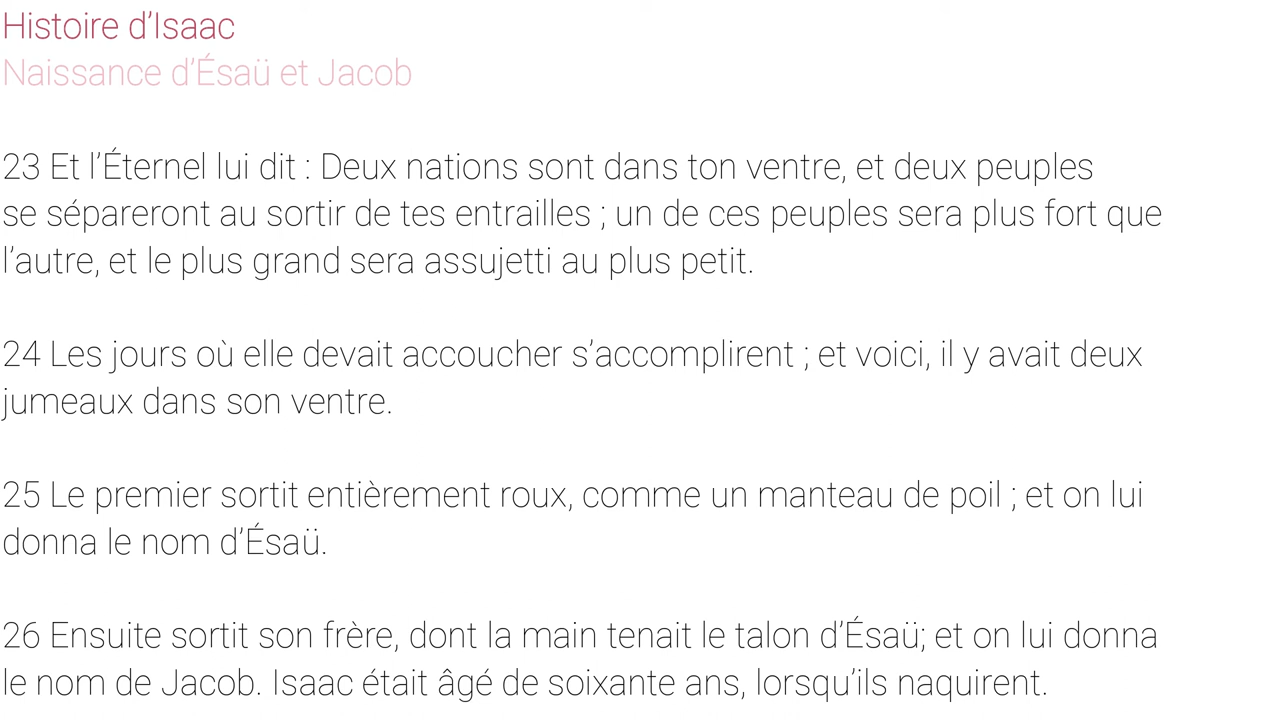 Histoire d’Isaac
Naissance d’Ésaü et Jacob
23 Et l’Éternel lui dit : Deux nations sont dans ton ventre, et deux peuples
se sépareront au sortir de tes entrailles ; un de ces peuples sera plus fort que
l’autre, et le plus grand sera assujetti au plus petit.
24 Les jours où elle devait accoucher s’accomplirent ; et voici, il y avait deux
jumeaux dans son ventre.
25 Le premier sortit entièrement roux, comme un manteau de poil ; et on lui
donna le nom d’Ésaü.
26 Ensuite sortit son frère, dont la main tenait le talon d’Ésaü; et on lui donna
le nom de Jacob. Isaac était âgé de soixante ans, lorsqu’ils naquirent.